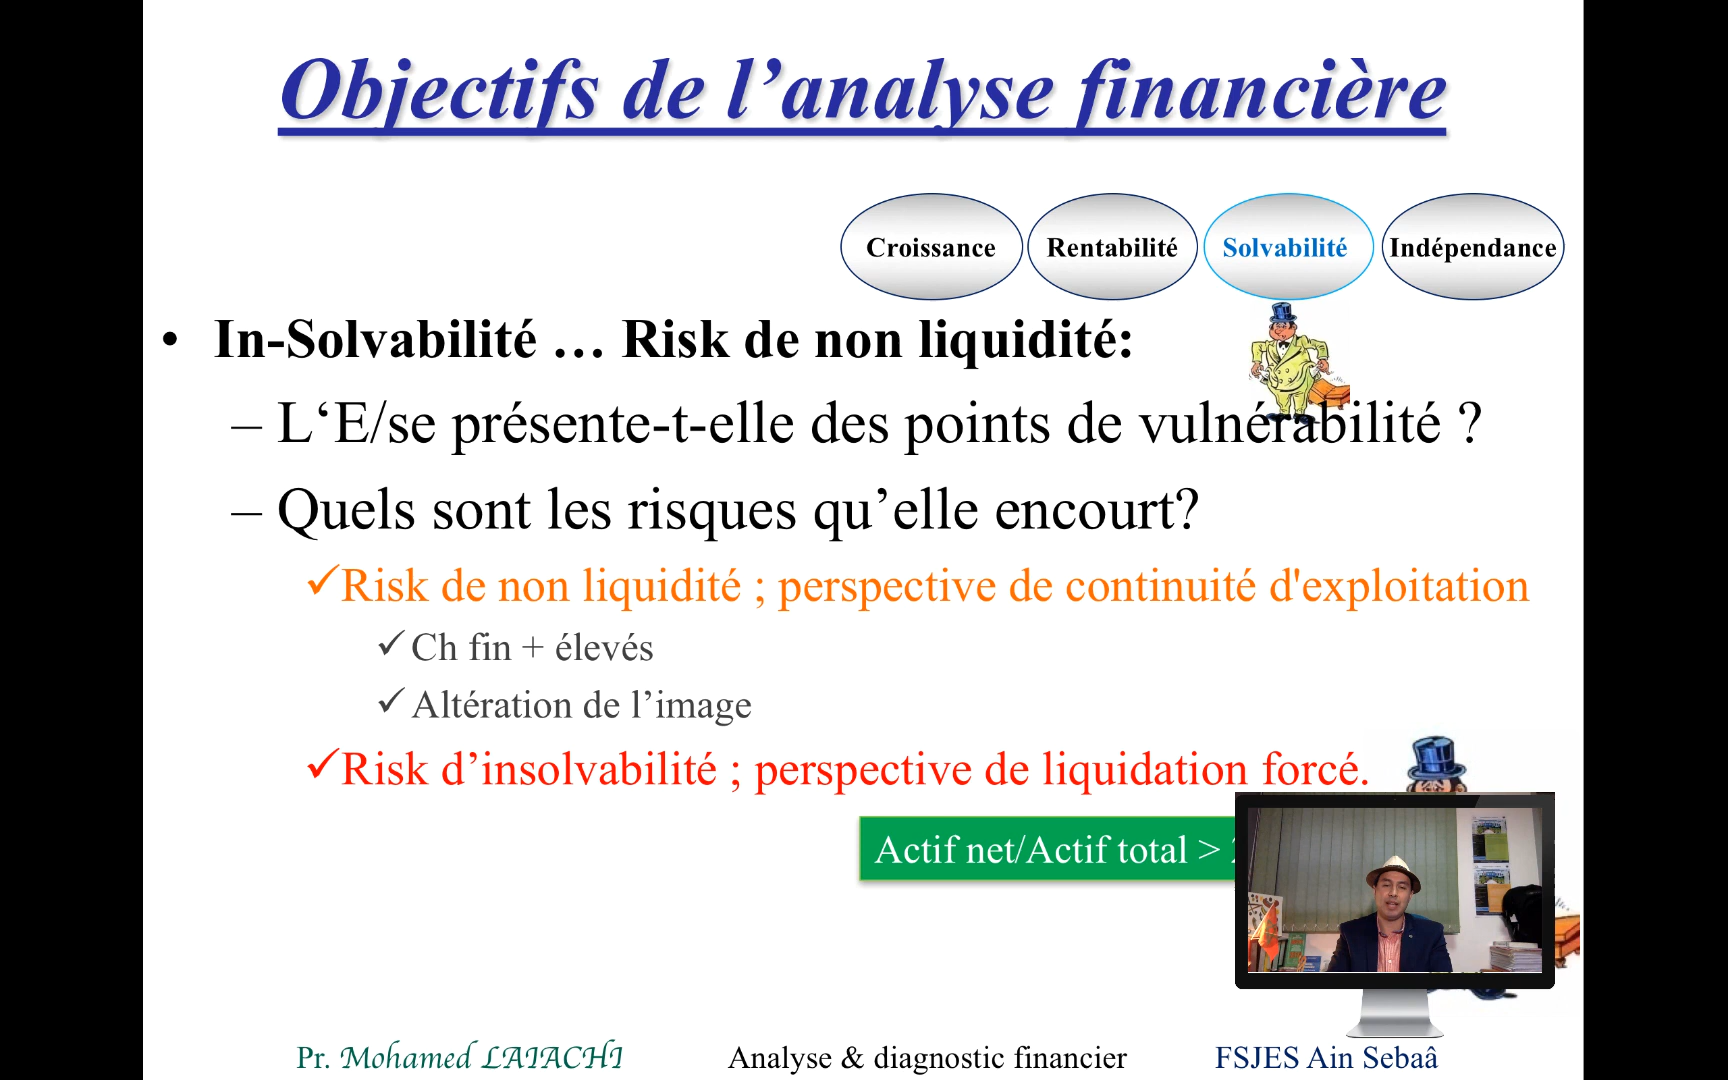 Objectifs de l’analyse financière
Croissance Rentabilité Solvabilité Indépendance
• In-Solvabilité … Risk de non liquidité:
– L‘E/se présente-t-elle des points de vulnérabilité ?
– Quels sont les risques qu’elle encourt?
✓Risk de non liquidité ; perspective de continuité d'exploitation
✓Ch fin + élevés
✓Altération de l’image
✓Risk d’insolvabilité ; perspective de liquidation forcé.
Actif net/Actif total >
Pr. Mohamed LAIACHI Analyse & diagnostic financier FSJES Ain Sebaâ